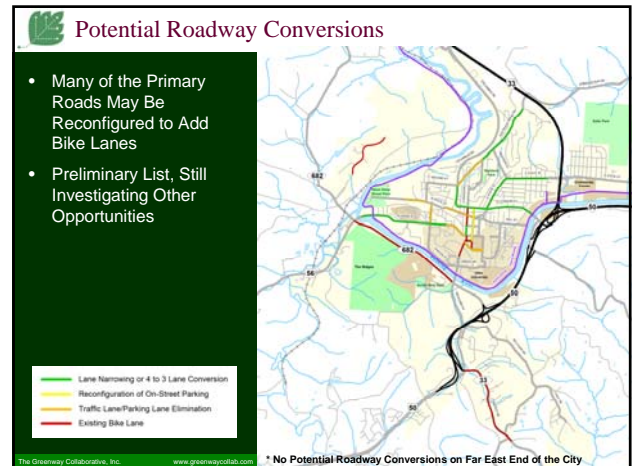 Potential Roadway Conversions
• Many of the Primary
Roads May Be
Reconfigured to Add
Bike Lanes
• Preliminary List, Still
Investigating Other
Opportunities
33
682
682
56
50
50
50
33
The Ridges
Lane Narrowing or 4 to 3 Lane Conversion
Reconfiguration of On-Street Parking
Traffic Lane/Parking Lane Elimination
Existing Bike Lane
The Greenway Collaborative, Inc.
www.greenwaycollab.com
* No Potential Roadway Conversions on Far East End of the City